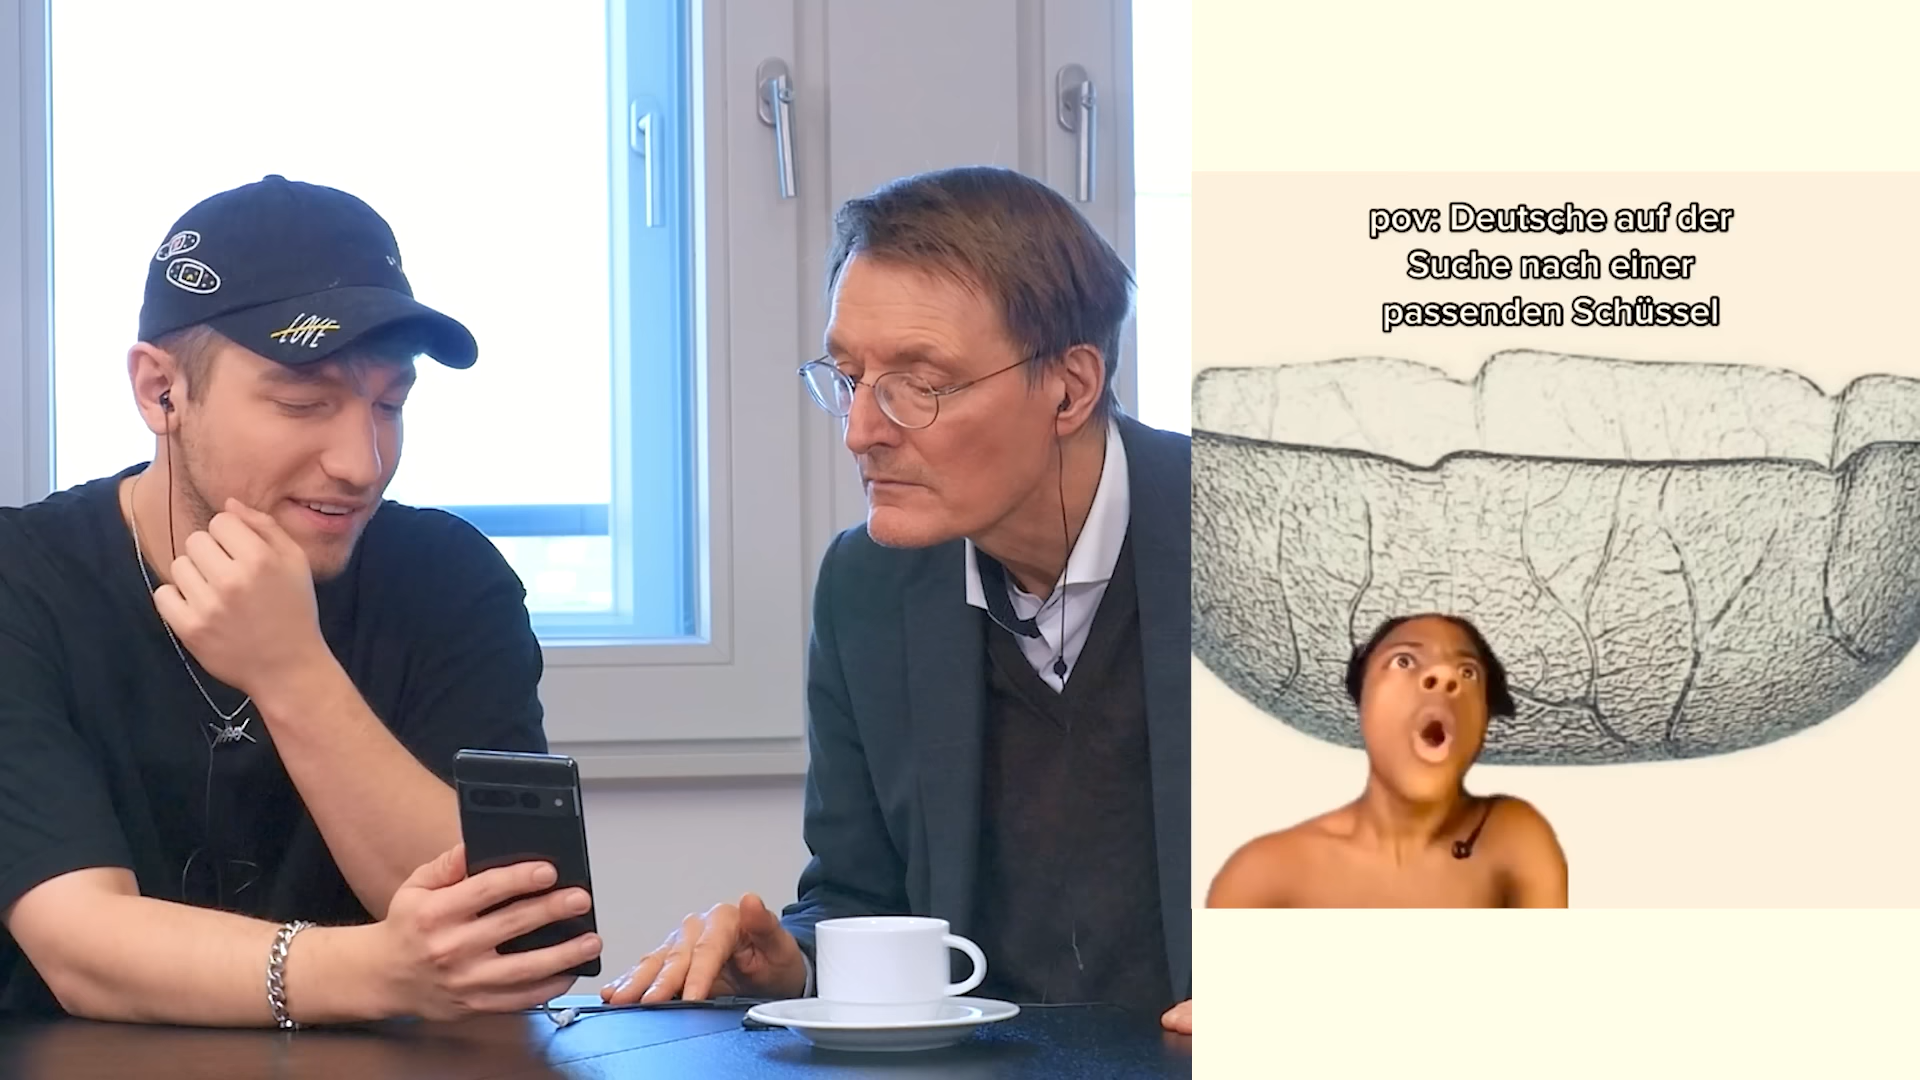 LOVE
pov: Deutsche auf der
Suche nach einer
passenden Schüssel